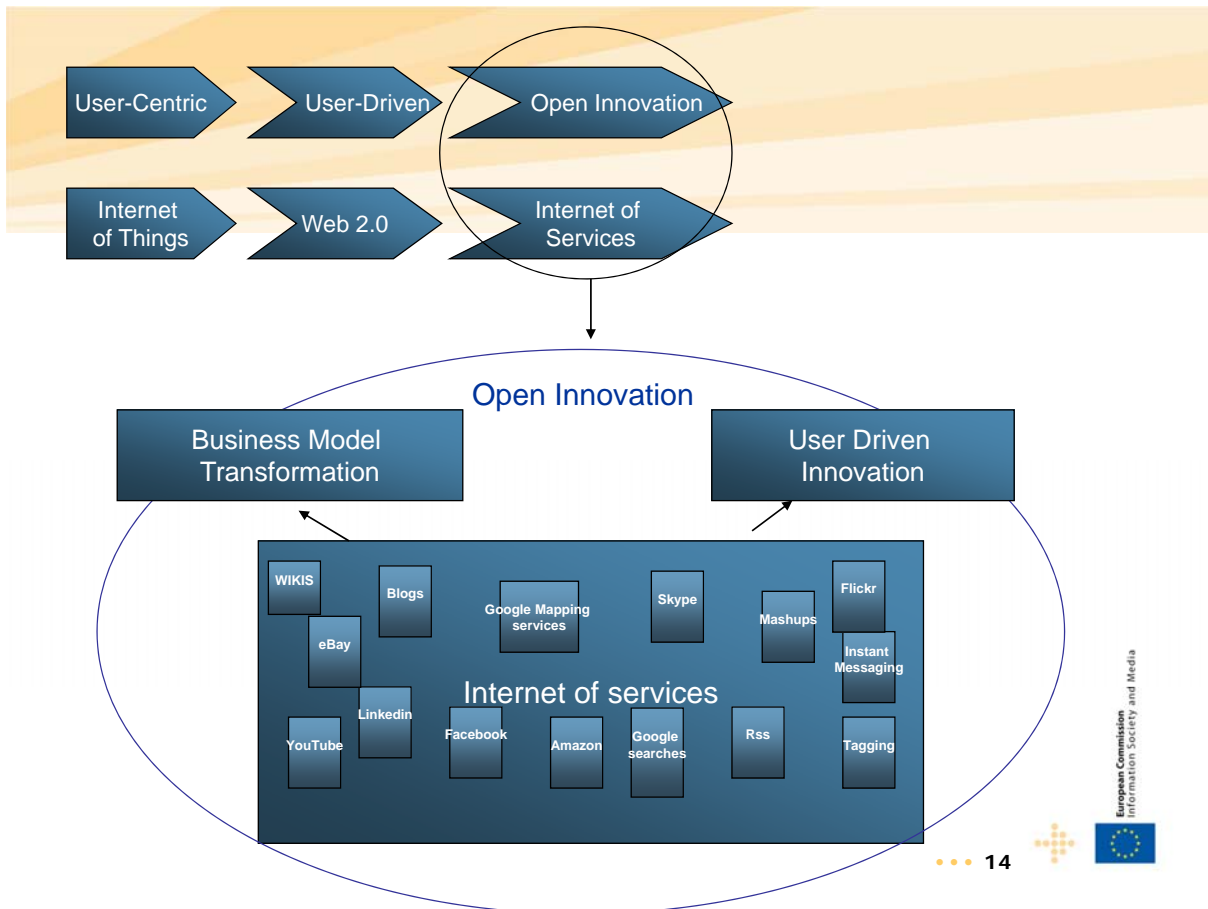 User-Centric
User-Driven
Open Innovation
Internet
of Things
Web 2.0
Internet of
Services
Open Innovation
Business Model
Transformation
User Driven
Innovation
WIKIS
Blogs
Google Mapping
services
Skype
Mashups
Flickr
eBay
Instant
Messaging
Internet of services
Linkedin
YouTube
Facebook
Amazon
Google
searches
Rss
Tagging
European Commission
Information Society and Media
14